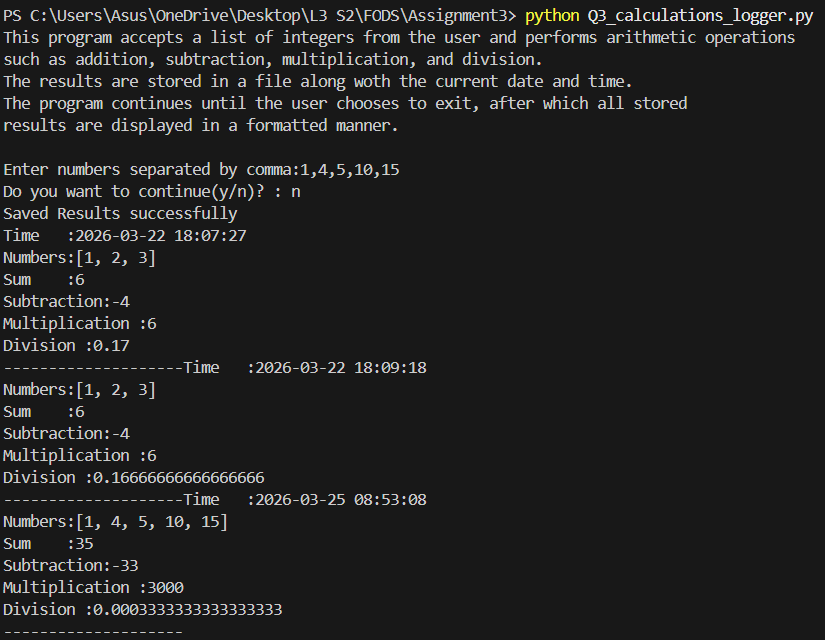 PS C:\Users\Asus\OneDrive\Desktop\L3 S2\FODS\Assignment3> python Q3_calculations_logger.py
This program accepts a list of integers from the user and performs arithmetic operations
such as addition, subtraction, multiplication, and division.
The results are stored in a file along woth the current date and time.
The program continues until the user chooses to exit, after which all stored
results are displayed in a formatted manner.

Enter numbers separated by comma:1,4,5,10,15
Do you want to continue(y/n)? : n
Saved Results successfully
Time   :2026-03-22 18:07:27
Numbers:[1, 2, 3]
Sum    :6
Subtraction:-4
Multiplication :6
Division :0.17
--------------------Time   :2026-03-22 18:09:18
Numbers:[1, 2, 3]
Sum    :6
Subtraction:-4
Multiplication :6
Division :0.16666666666666666
--------------------Time   :2026-03-25 08:53:08
Numbers:[1, 4, 5, 10, 15]
Sum    :35
Subtraction:-33
Multiplication :3000
Division :0.0003333333333333333
--------------------